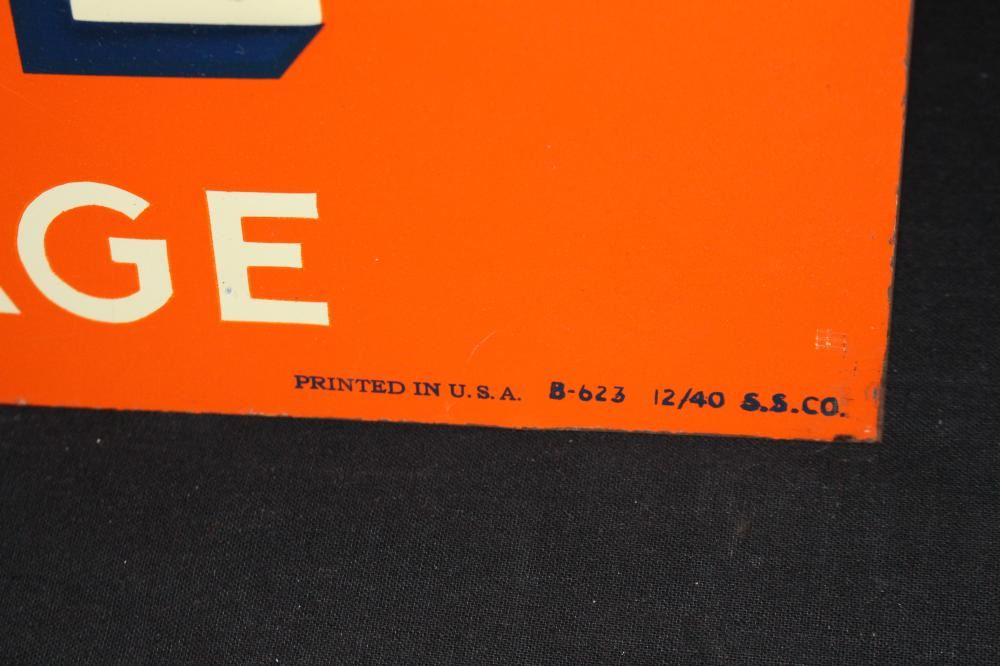 AGE
PRINTED IN U.S.A. B-623 12/40 S.S.CO.